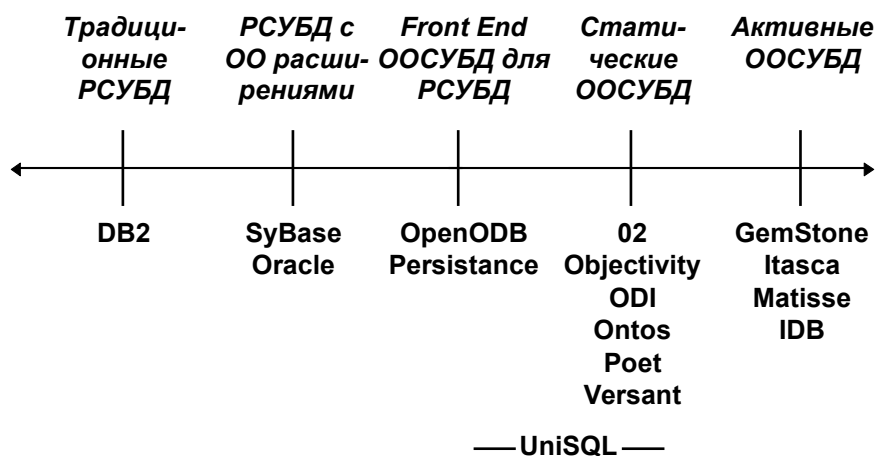 Традици-
онные
РСУБД
РСУБД с
ОО расши-
рениями
Front End
ООСУБД для
РСУБД
Стати-
ческие
ООСУБД
Активные
ООСУБД
DB2
SyBase
Oracle
OpenODB
Persistance
02
Objectivity
ODI
Ontos
Poet
Versant
GemStone
Itasca
Matisse
IDB
UniSQL